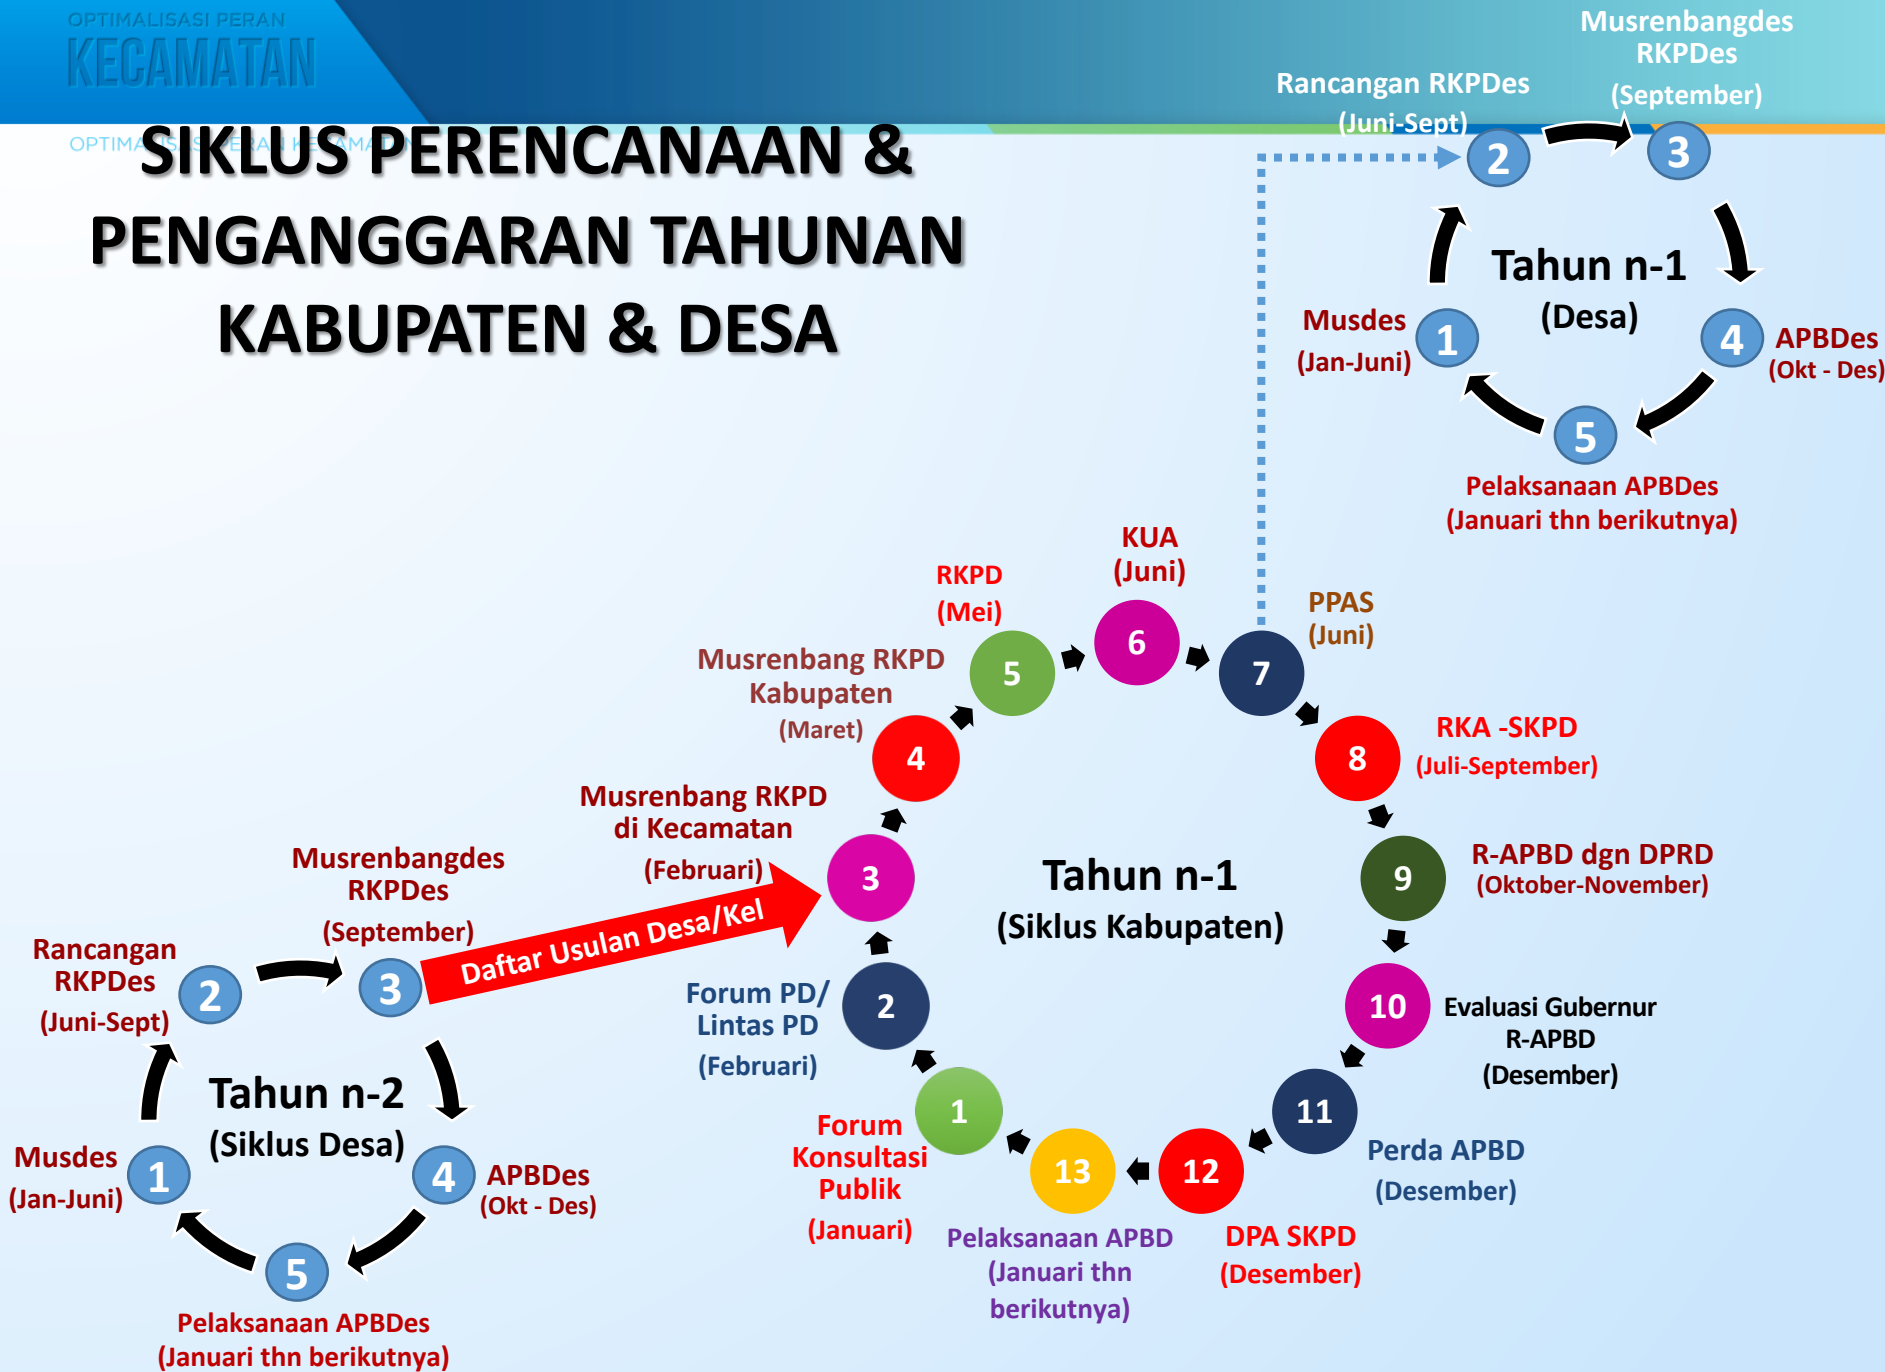 OPTIMALISASI PERAN
KECAMATAN
OPTIMALISASI PERAN KECAMATAN
SIKLUS PERENCANAAN &
PENGANGGARAN TAHUNAN
KABUPATEN & DESA
Musrenbangdes
RKPDes
(September)
Rancangan RKPDes
(Juni-Sept)
2
3
Tahun n-1
(Desa)
Musdes
(Jan-Juni)
1
4
APBDes
(Okt - Des)
5
Pelaksanaan APBDes
(Januari thn berikutnya)
KUA
(Juni)
RKPD
(Mei)
PPAS
(Juni)
Musrenbang RKPD
Kabupaten
(Maret)
5
6
7
4
8
RKA -SKPD
(Juli-September)
Musrenbang RKPD
di Kecamatan
(Februari)
3
Tahun n-1
(Siklus Kabupaten)
9
R-APBD dgn DPRD
(Oktober-November)
Forum PD/
Lintas PD
(Februari)
2
10
Evaluasi Gubernur
R-APBD
(Desember)
1
Forum
Konsultasi
Publik
(Januari)
13
Pelaksanaan APBD
(Januari thn
berikutnya)
12
DPA SKPD
(Desember)
11
Perda APBD
(Desember)
Daftar Usulan Desa/Kel
Musrenbangdes
RKPDes
(September)
Rancangan
RKPDes
(Juni-Sept)
2
3
Tahun n-2
(Siklus Desa)
Musdes
(Jan-Juni)
1
4
APBDes
(Okt - Des)
5
Pelaksanaan APBDes
(Januari thn berikutnya)